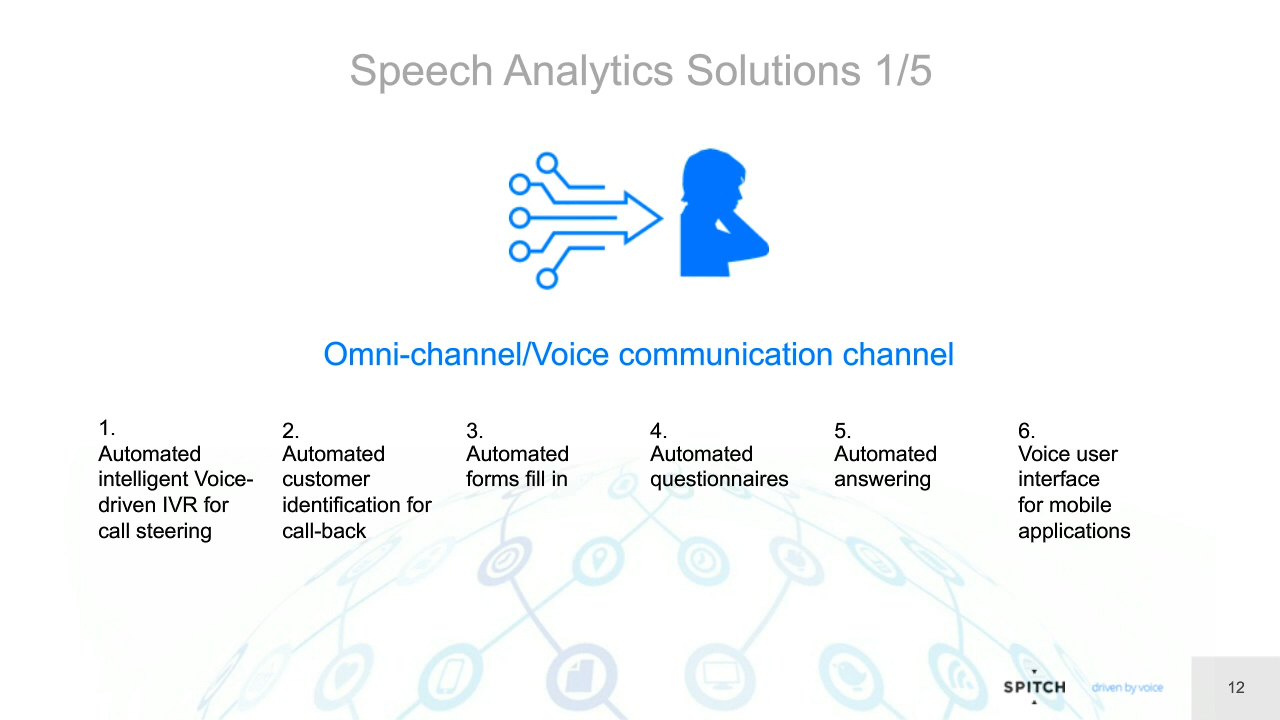 Speech Analytics Solutions 1/5
Omni-channel/Voice communication channel
1.
Automated
intelligent Voice-
driven IVR for
call steering
2.
Automated
customer
identification for
call-back
3.
Automated
forms fill in
4.
Automated
questionnaires
5.
Automated
answering
6.
Voice user
interface
for mobile
applications
SPITCH
driven by voice
12